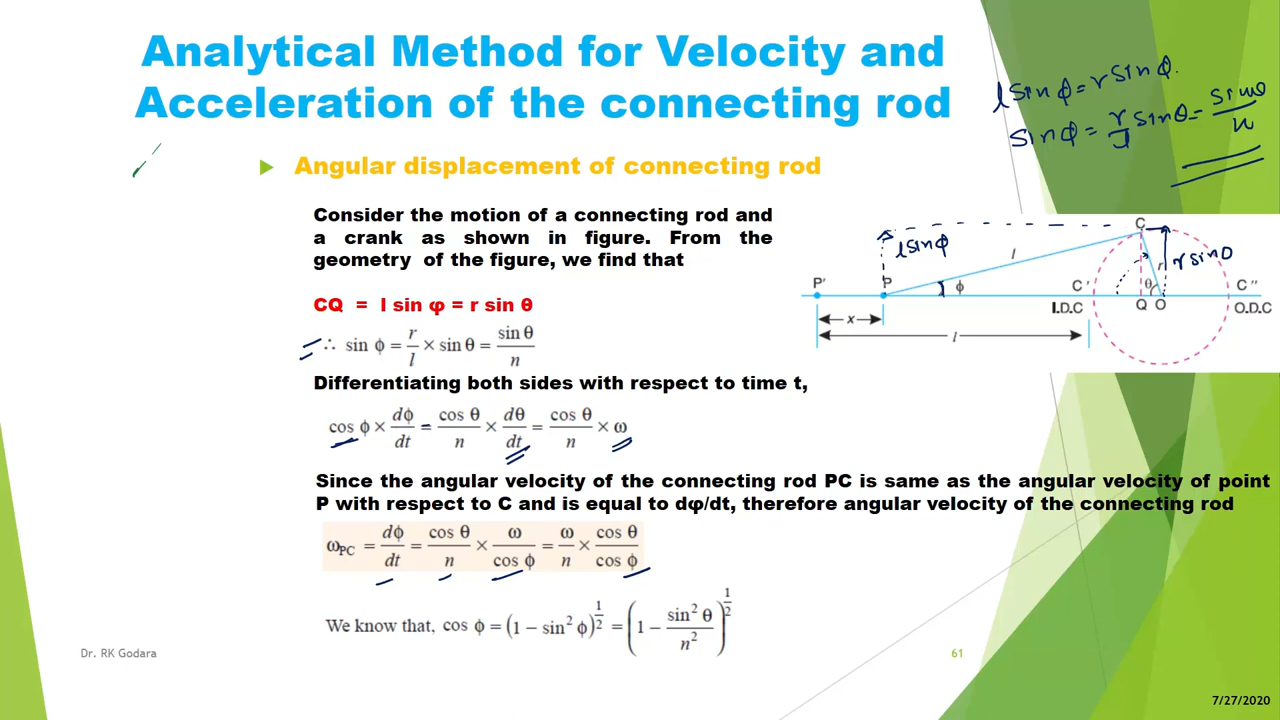 Analytical Method for Velocity and
Acceleration of the connecting rod
l sin ϕ = r sin ϕ.
sin ϕ = r/l sin θ = sin θ/n
Angular displacement of connecting rod
Consider the motion of a connecting rod and
a crank as shown in figure. From the
geometry of the figure, we find that
CQ = l sin φ = r sin θ
∴ sin ϕ = r/l × sin θ = sin θ/n
Differentiating both sides with respect to time t,
cos ϕ × dϕ/dt = cos θ/n × dθ/dt = cos θ/n × ω
Since the angular velocity of the connecting rod PC is same as the angular velocity of point
P with respect to C and is equal to dφ/dt, therefore angular velocity of the connecting rod
ωPC = dϕ/dt = cos θ/n × ω/cos ϕ = ω/n × cos θ/cos ϕ
We know that, cos ϕ = (1 − sin² ϕ)^1/2 = (1 − sin² θ/n²)^1/2
C
l sin ϕ
l
r
r sin θ
P'
P
ϕ
C'
θ
C''
I.D.C
Q O
O.D.C
x
l
Dr. RK Godara
61
7/27/2020